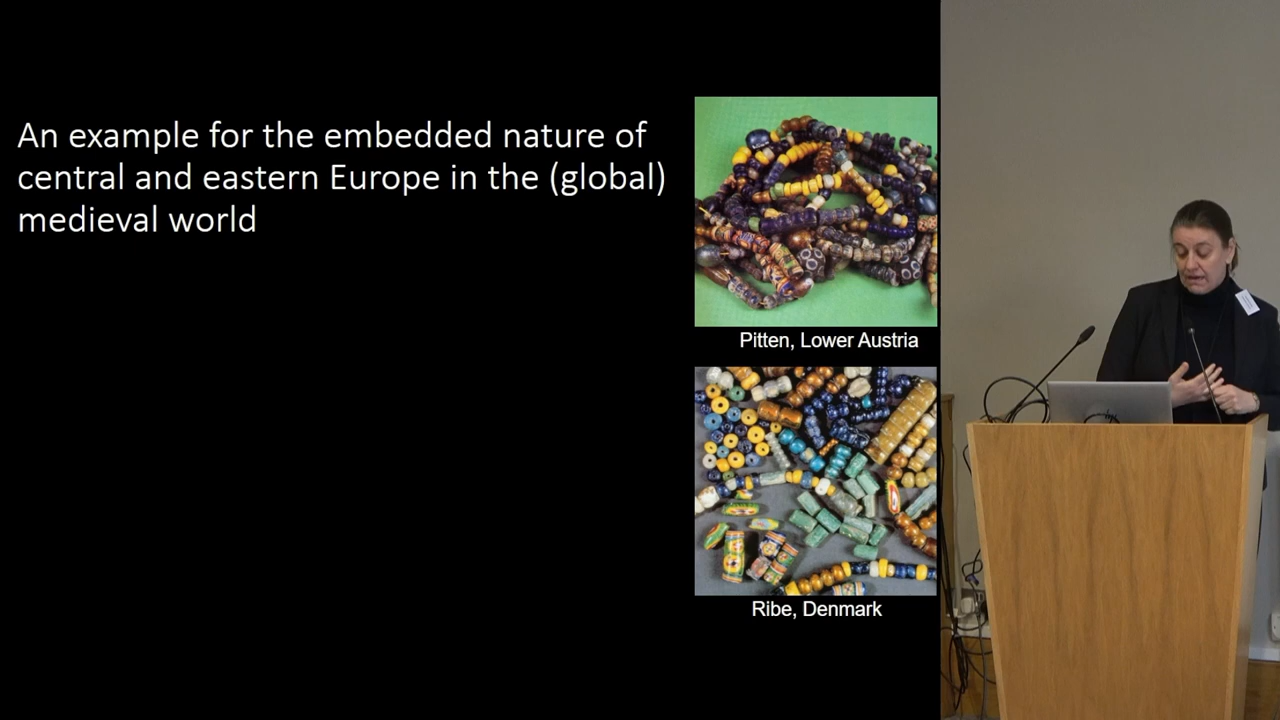 An example for the embedded nature of
central and eastern Europe in the (global)
medieval world
Pitten, Lower Austria
Ribe, Denmark